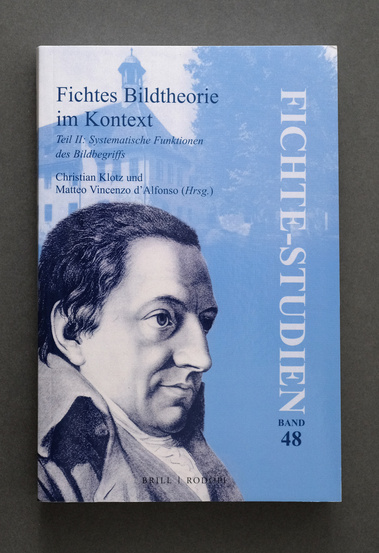 Fichtes Bildtheorie
im Kontext
Teil II: Systematische Funktionen
des Bildbegriffs
Christian Klotz und
Matteo Vincenzo d'Alfonso (Hrsg.)
FICHTE-STUDIEN
BAND
48
BRILL | RODOPI